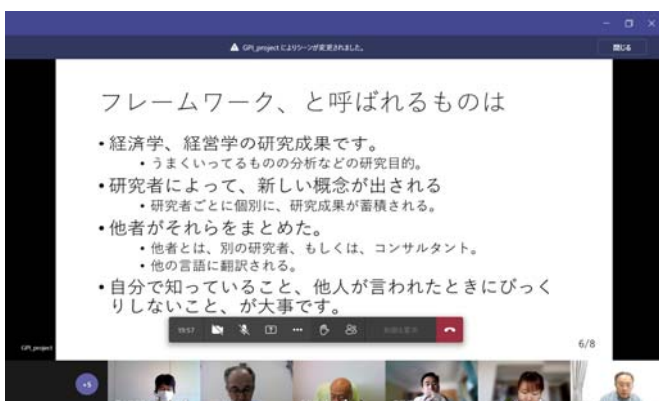 GPI_project によりシーンが変更されました。
閉じる
フレームワーク、と呼ばれるものは
•経済学、経営学の研究成果です。
•うまくいってるものの分析などの研究目的。
•研究者によって、新しい概念が出される
•研究者ごとに個別に、研究成果が蓄積される。
•他者がそれらをまとめた。
•他者とは、別の研究者、もしくは、コンサルタント。
•他の言語に翻訳される。
•自分で知っていること、他人が言われたときにびっく
りしないこと、が大事です。
19:57
6/8
GPI_project
+5